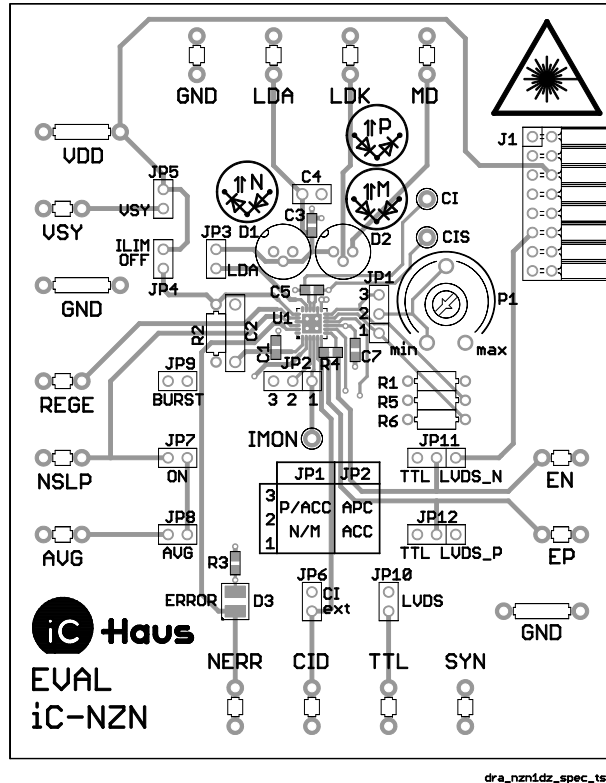 GND LDA LDK MD
J1
VDD
P
JP5
N
M
C4
VSY
VSY
C3
CI
D1
D2
ILIM
OFF
JP3
CIS
LDA
GND
JP4
C5
JP1
3
P1
R2
C2
U1
2
1
C1
R4
C7
min
max
JP9
JP2
R1
REGE
BURST
3 2 1
R5
R6
IMON
JP7
JP11
NSLP
ON
JP1 JP2
TTL LVDS_N
EN
3
P/ACC APC
2
N/M ACC
1
JP8
JP12
AVG
AVG
TTL LVDS_P
EP
R3
JP6
JP10
ERROR
D3
CI
ext
LVDS
iC Haus
GND
NERR CID TTL SYN
EVAL
iC-NZN
dra_nzn1dz_spec_ts